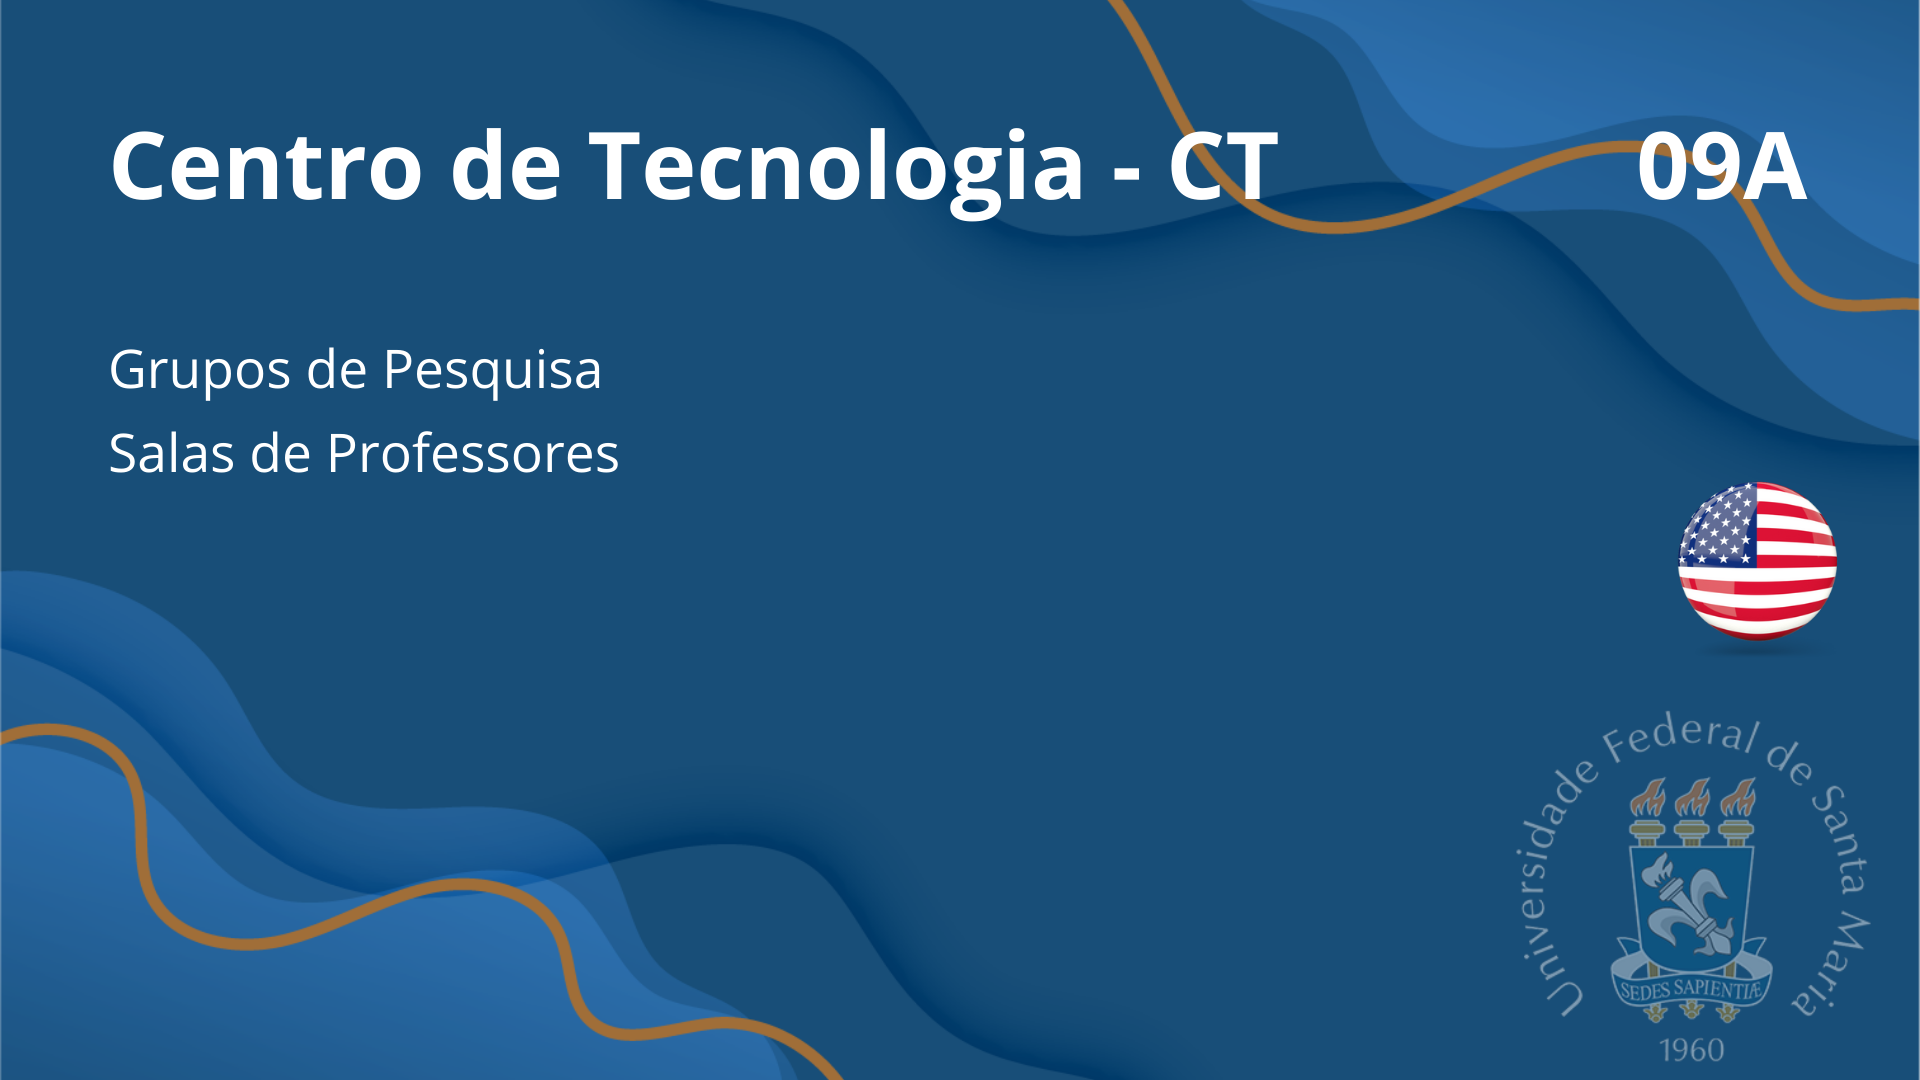 Centro de Tecnologia - CT 09A
Grupos de Pesquisa
Salas de Professores
Universidade Federal de Santa Maria
SEDES SAPIENTIÆ
1960